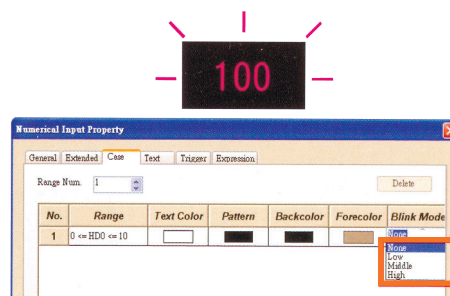 100
Numerical Input Property
General Extended Case Text Trigger Expression
Range Num. 1 Delete
No. Range Text Color Pattern Backcolor Forecolor Blink Mode
1 0 <= HD0 <= 10 None
None
Low
Middle
High